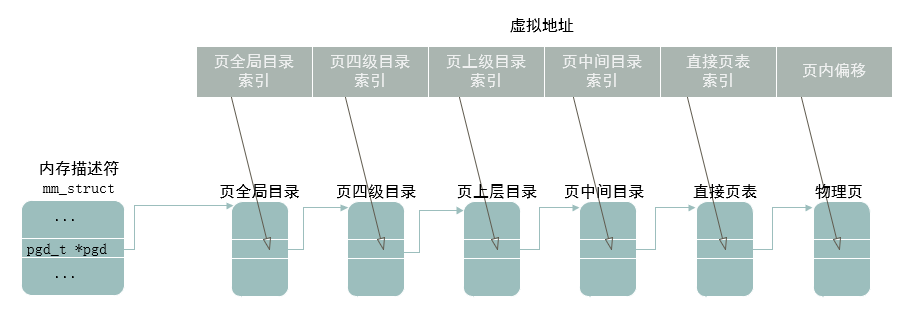 虚拟地址
页全局目录
索引
页四级目录
索引
页上级目录
索引
页中间目录
索引
直接页表
索引
页内偏移
内存描述符
mm_struct
...
pgd_t *pgd
...
页全局目录
页四级目录
页上层目录
页中间目录
直接页表
物理页